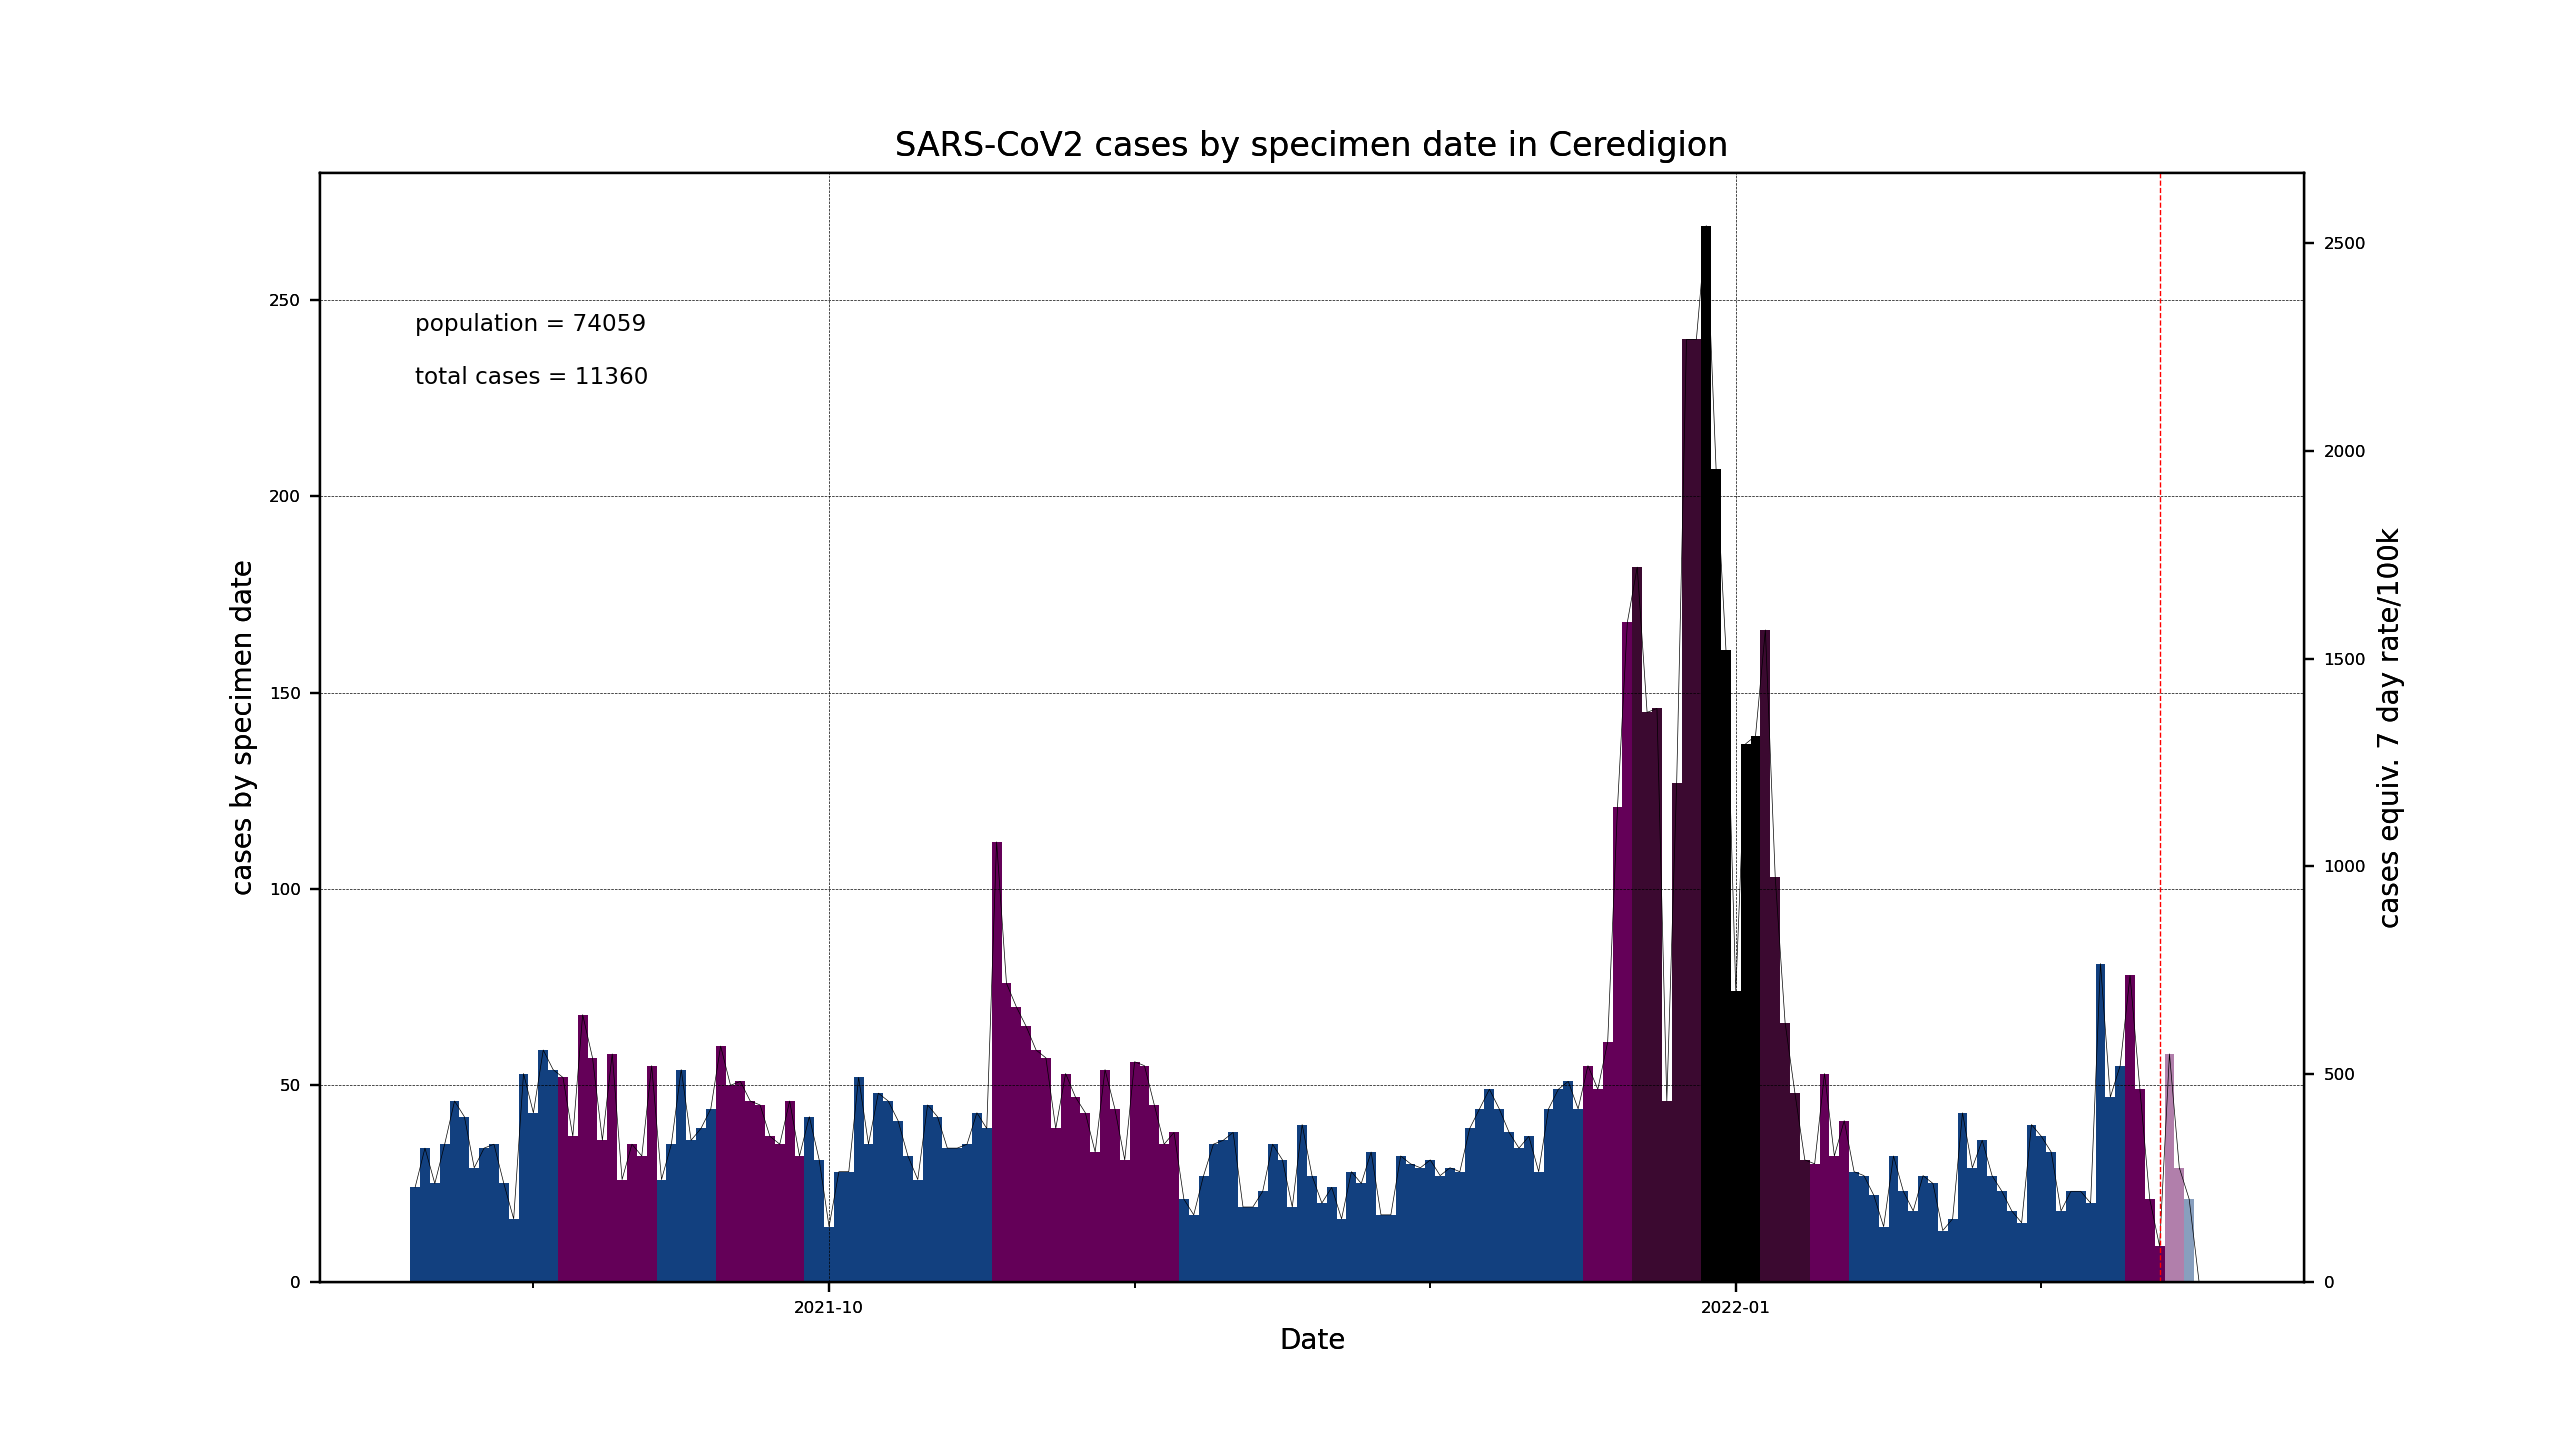 SARS-CoV2 cases by specimen date in Ceredigion
population = 74059
total cases = 11360
cases by specimen date
250
200
150
100
50
0
2500
2000
1500
1000
500
0
cases equiv. 7 day rate/100k
2021-10
2022-01
Date